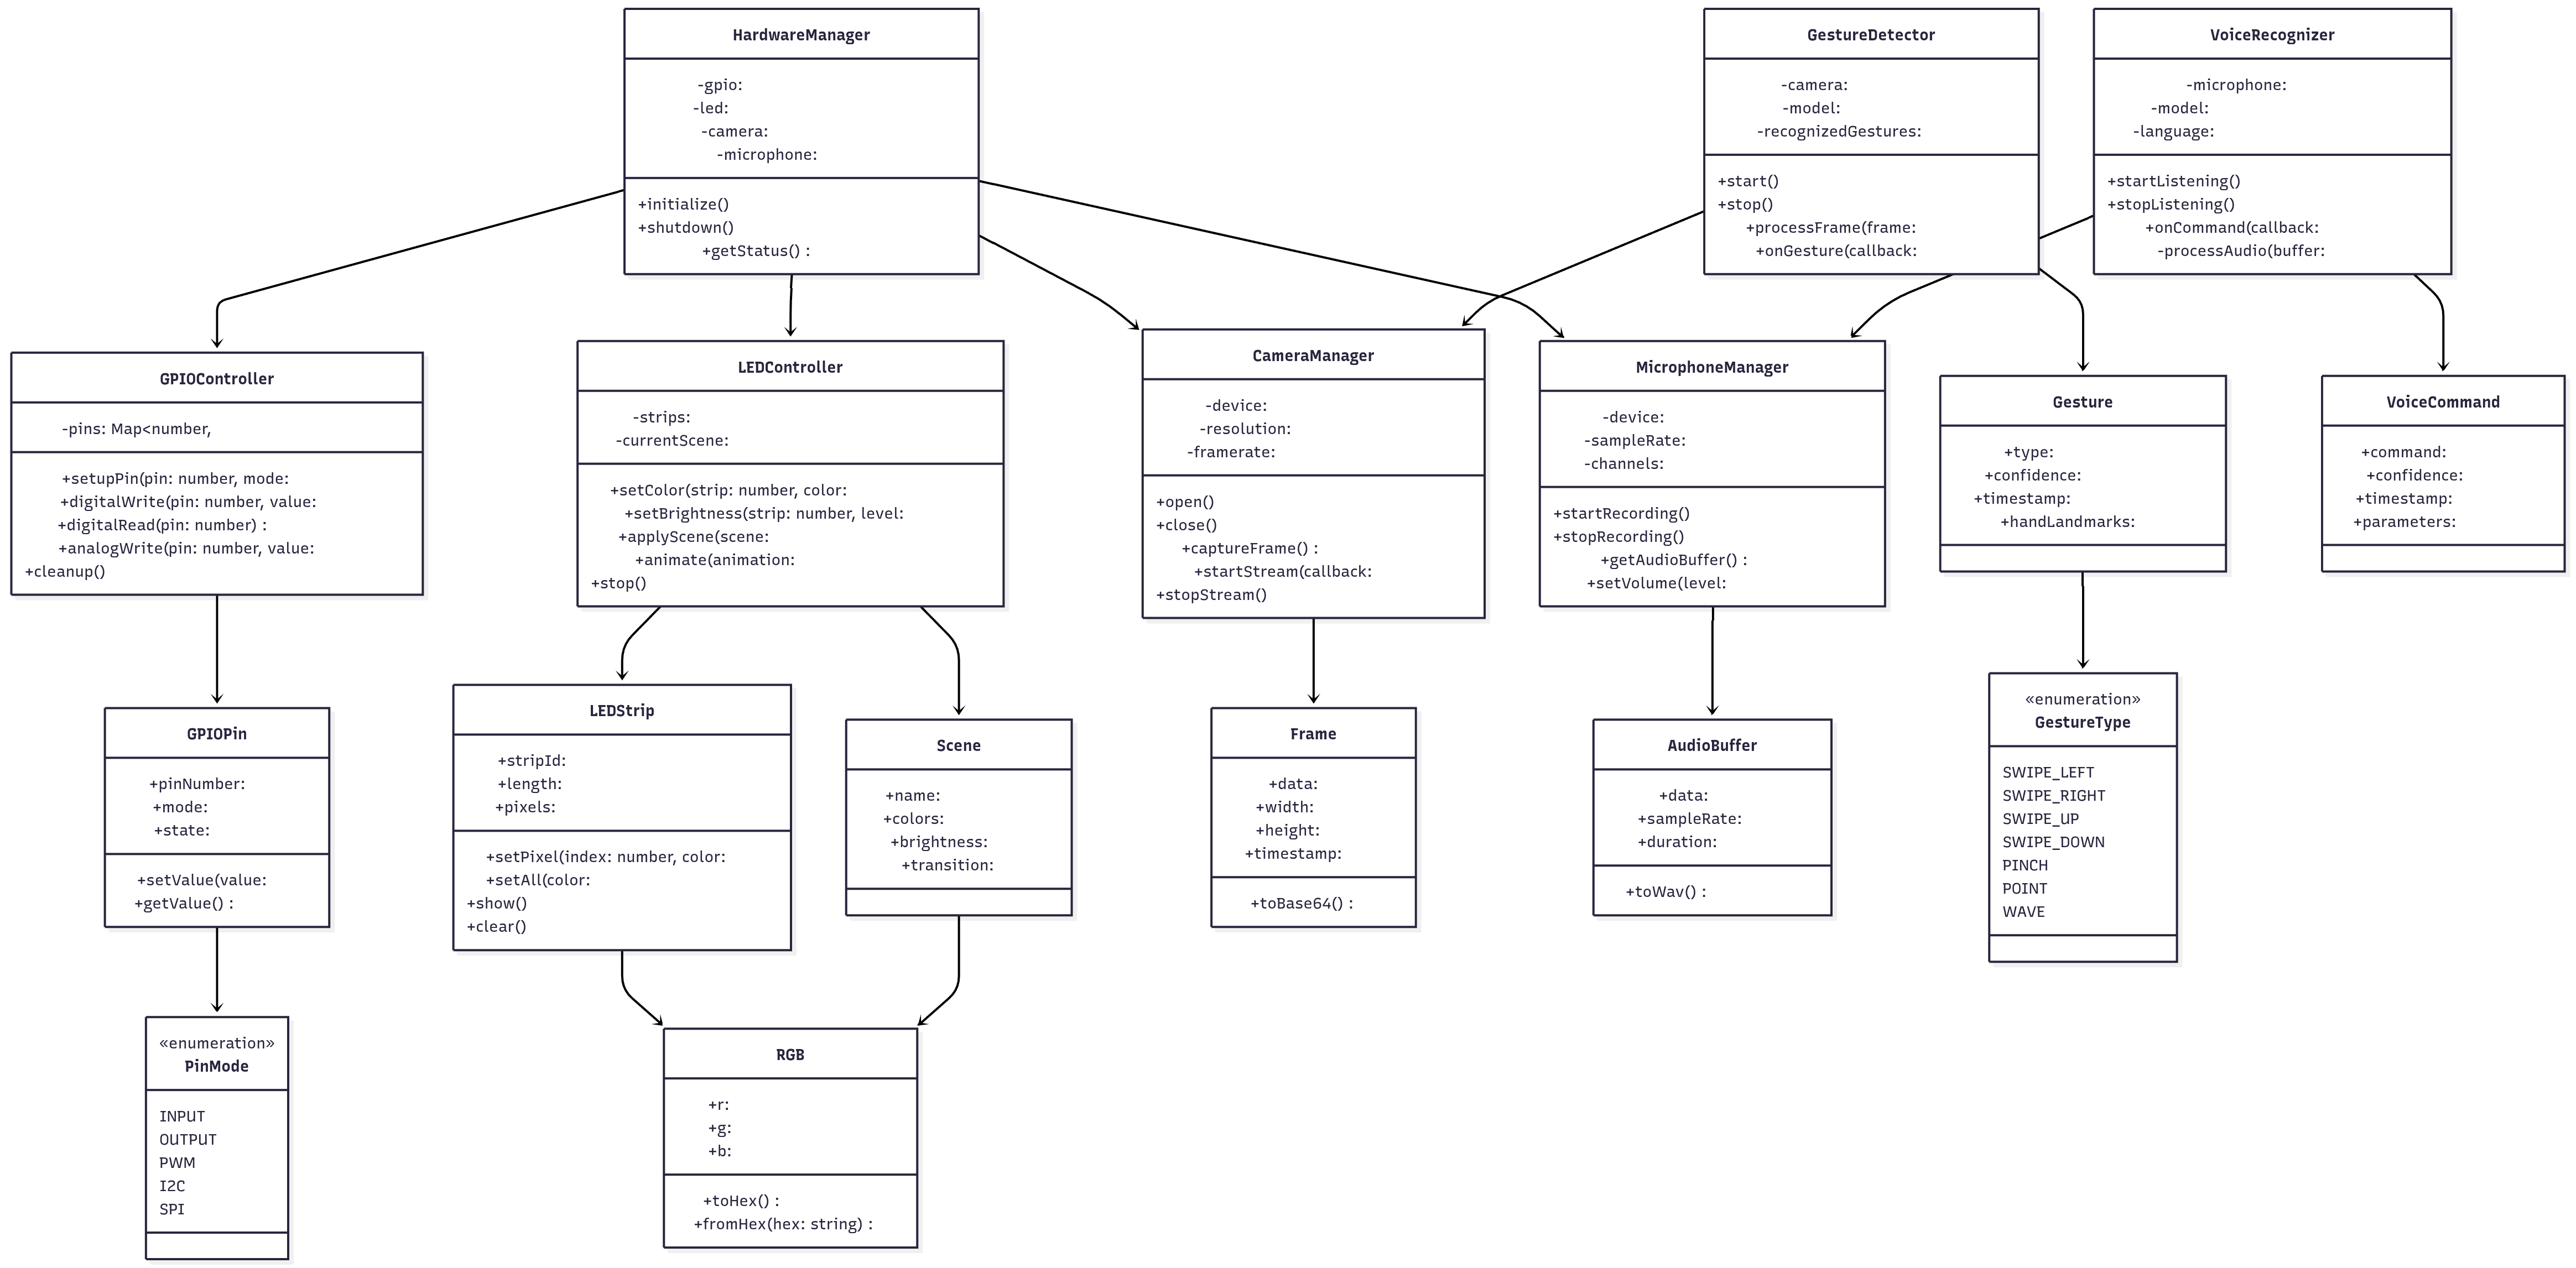 HardwareManager
-gpio:
-led:
-camera:
-microphone:
+initialize()
+shutdown()
+getStatus() :
GestureDetector
-camera:
-model:
-recognizedGestures:
+start()
+stop()
+processFrame(frame:
+onGesture(callback:
VoiceRecognizer
-microphone:
-model:
-language:
+startListening()
+stopListening()
+onCommand(callback:
-processAudio(buffer:
GPIOController
-pins: Map<number,
+setupPin(pin: number, mode:
+digitalWrite(pin: number, value:
+digitalRead(pin: number) :
+analogWrite(pin: number, value:
+cleanup()
LEDController
-strips:
-currentScene:
+setColor(strip: number, color:
+setBrightness(strip: number, level:
+applyScene(scene:
+animate(animation:
+stop()
CameraManager
-device:
-resolution:
-framerate:
+open()
+close()
+captureFrame() :
+startStream(callback:
+stopStream()
MicrophoneManager
-device:
-sampleRate:
-channels:
+startRecording()
+stopRecording()
+getAudioBuffer() :
+setVolume(level:
Gesture
+type:
+confidence:
+timestamp:
+handLandmarks:
VoiceCommand
+command:
+confidence:
+timestamp:
+parameters:
GPIOPin
+pinNumber:
+mode:
+state:
+setValue(value:
+getValue() :
LEDStrip
+stripId:
+length:
+pixels:
+setPixel(index: number, color:
+setAll(color:
+show()
+clear()
Scene
+name:
+colors:
+brightness:
+transition:
Frame
+data:
+width:
+height:
+timestamp:
+toBase64() :
AudioBuffer
+data:
+sampleRate:
+duration:
+toWav() :
«enumeration»
GestureType
SWIPE_LEFT
SWIPE_RIGHT
SWIPE_UP
SWIPE_DOWN
PINCH
POINT
WAVE
«enumeration»
PinMode
INPUT
OUTPUT
PWM
I2C
SPI
RGB
+r:
+g:
+b:
+toHex() :
+fromHex(hex: string) :